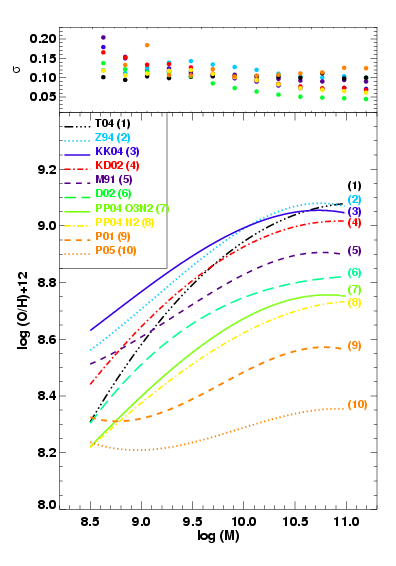 0.20
0.15
σ
0.10
0.05
T04 (1)
Z94 (2)
KK04 (3)
KD02 (4)
M91 (5)
D02 (6)
PP04 O3N2 (7)
PP04 N2 (8)
P01 (9)
P05 (10)
9.2
9.0
8.8
8.6
8.4
8.2
8.0
log (O/H)+12
(1)
(2)
(3)
(4)
(5)
(6)
(7)
(8)
(9)
(10)
8.5 9.0 9.5 10.0 10.5 11.0
log (M)